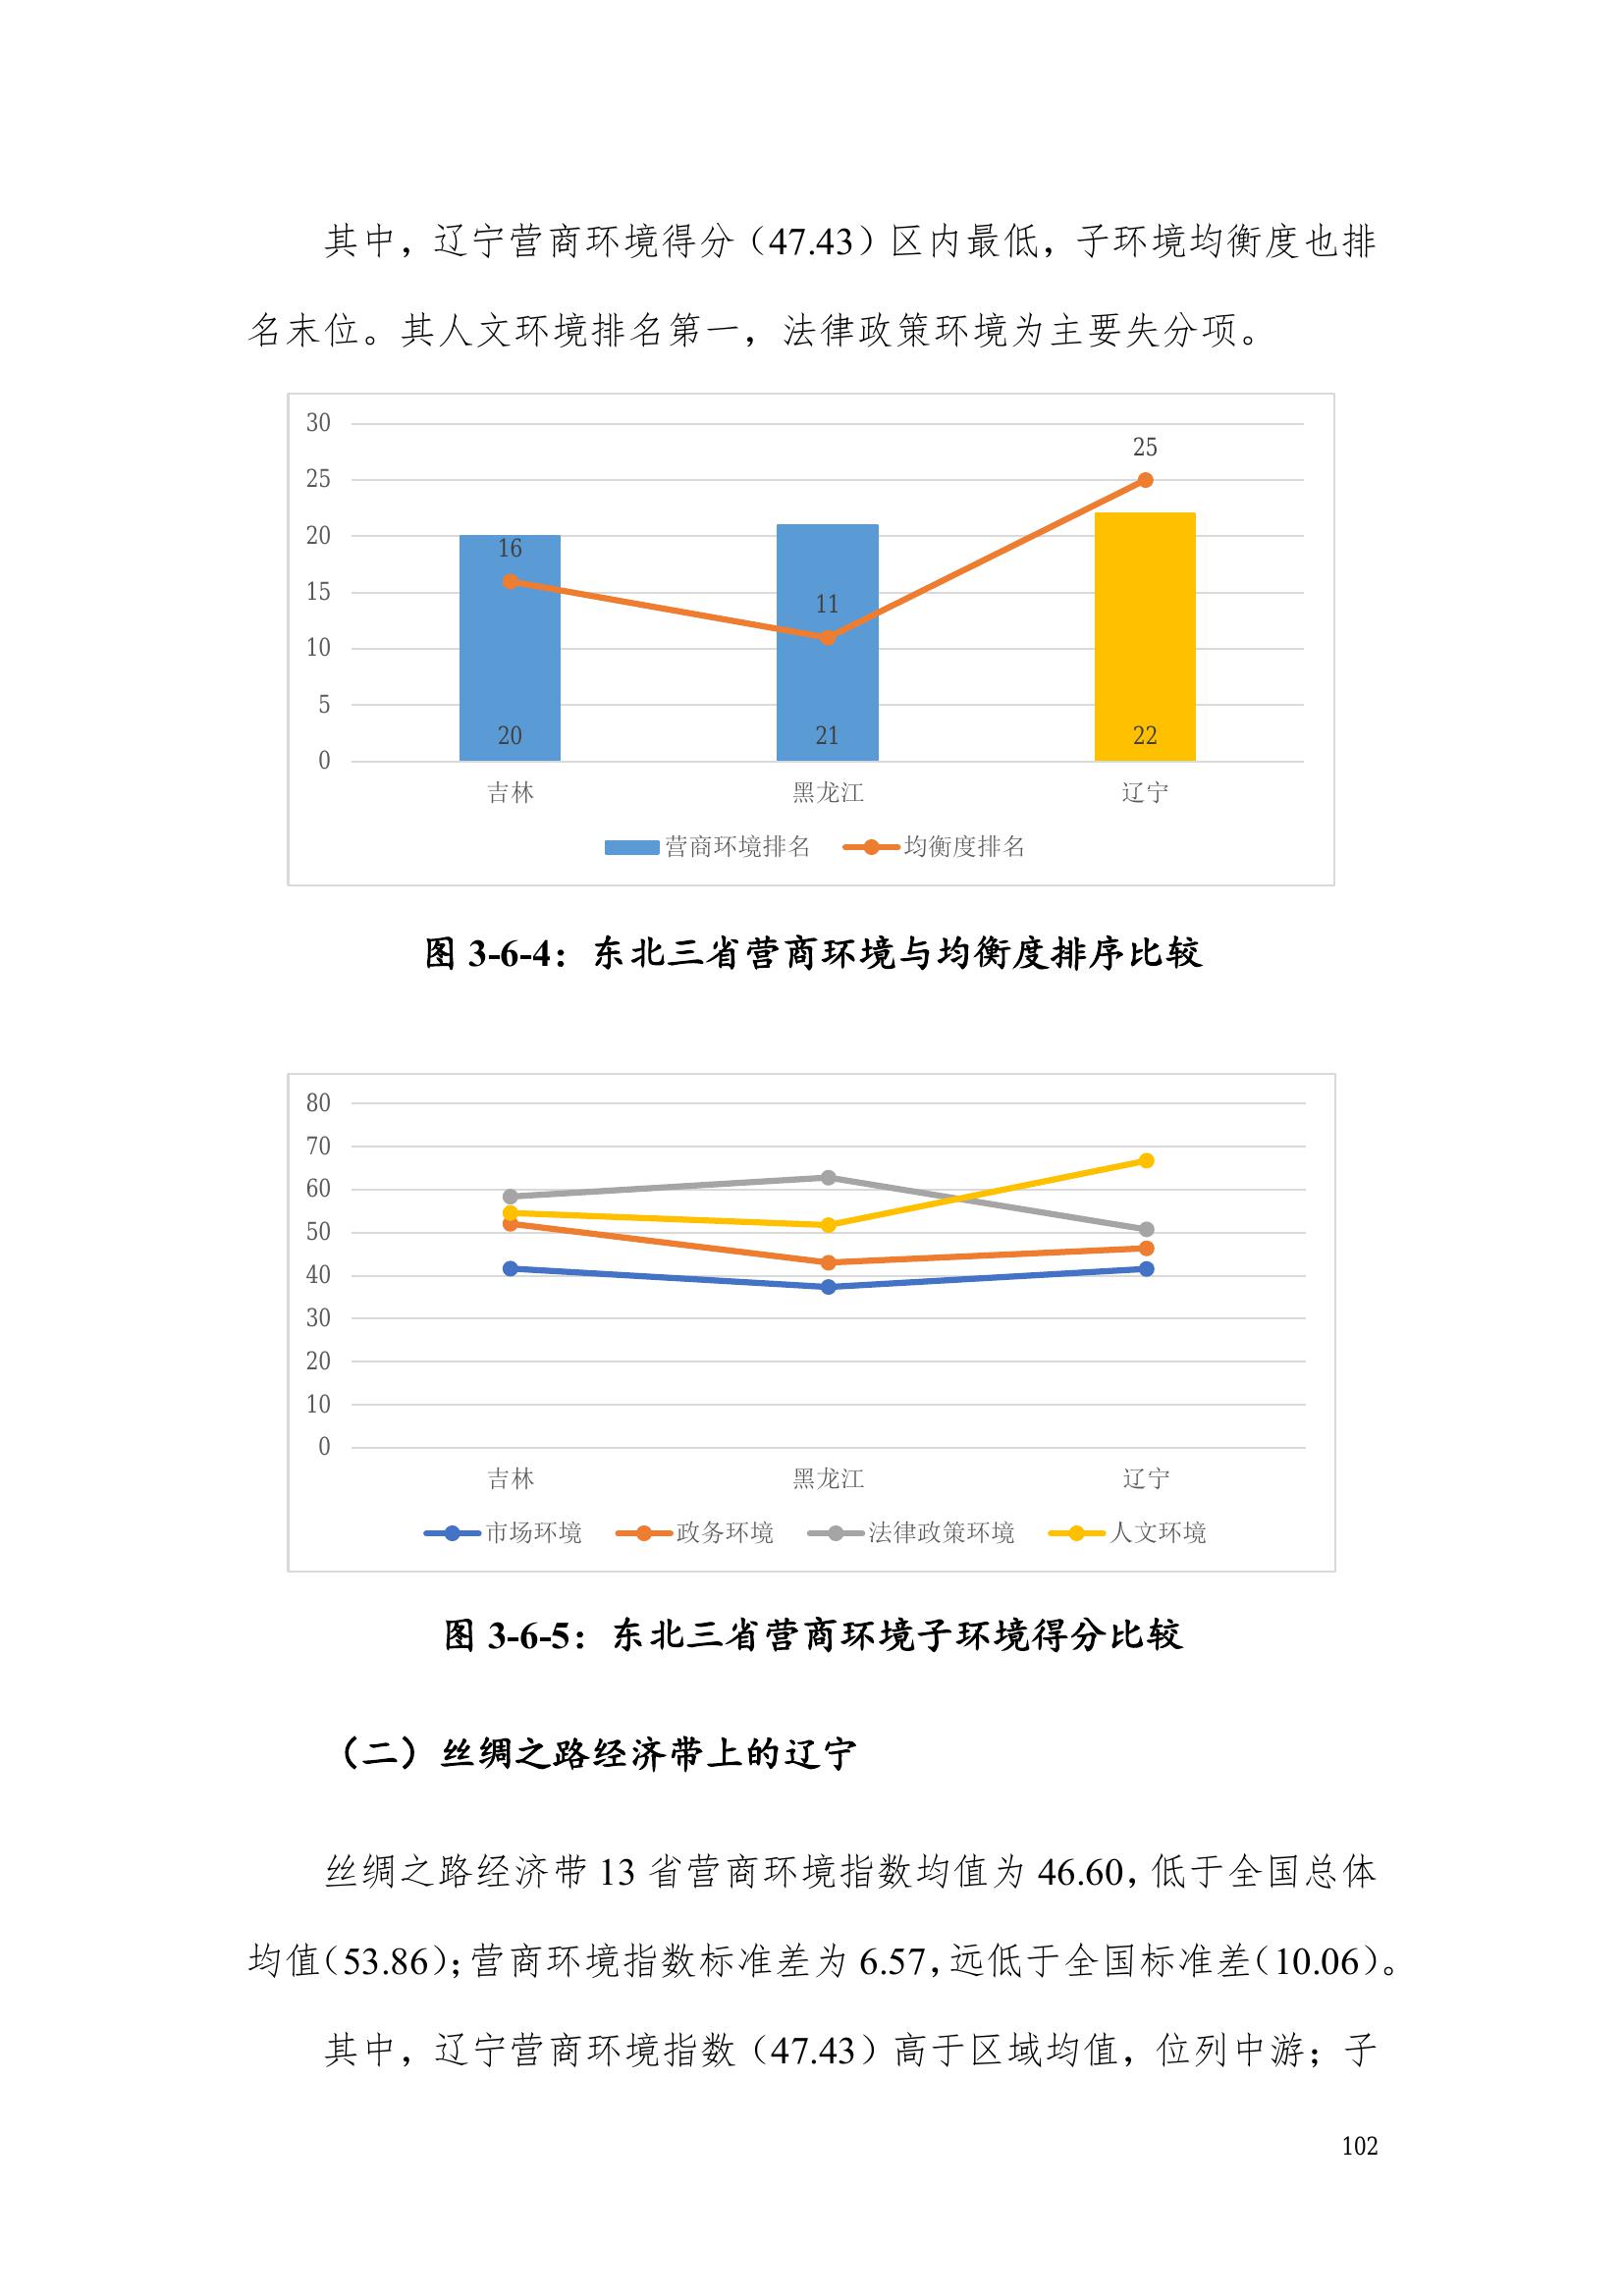 其中，辽宁营商环境得分（47.43）区内最低，子环境均衡度也排
名末位。其人文环境排名第一，法律政策环境为主要失分项。
30
25
20
15
10
5
0
16
11
25
20
21
22
吉林
黑龙江
辽宁
营商环境排名
均衡度排名
图 3-6-4：东北三省营商环境与均衡度排序比较
80
70
60
50
40
30
20
10
0
吉林
黑龙江
辽宁
市场环境
政务环境
法律政策环境
人文环境
图 3-6-5：东北三省营商环境子环境得分比较
（二）丝绸之路经济带上的辽宁
丝绸之路经济带 13 省营商环境指数均值为 46.60，低于全国总体
均值（53.86）；营商环境指数标准差为 6.57，远低于全国标准差（10.06）。
其中，辽宁营商环境指数（47.43）高于区域均值，位列中游；子
102